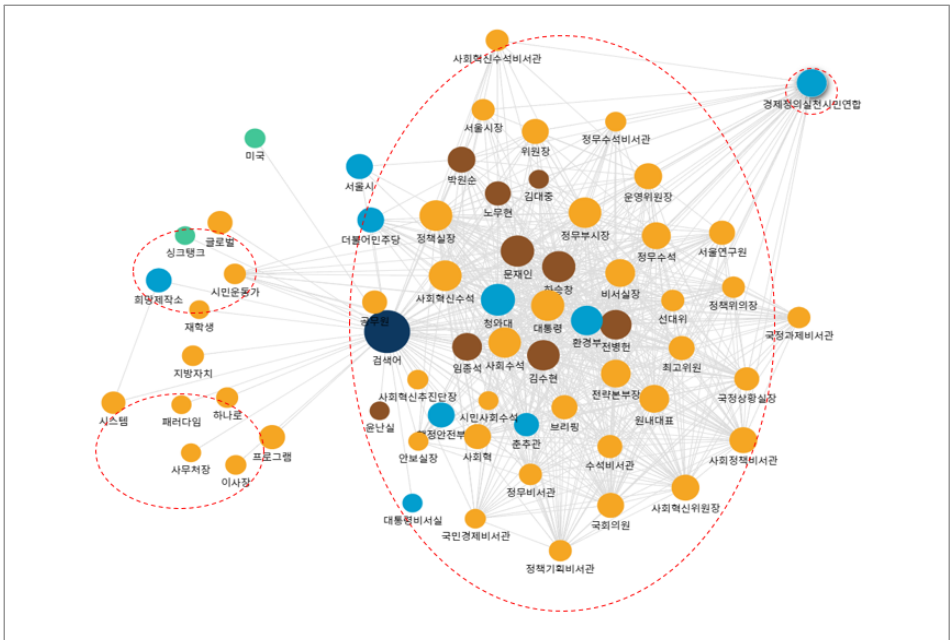 사회혁신수석비서관
경제정의실천시민연합
서울시장
위원장
정무수석비서관
미국
서울시
박원순
김대중
운영위원장
노무현
글로벌
싱크탱크
더불어민주당
정책실장
정무부시장
정무수석
서울연구원
문재인
하승창
시민운동가
희망제작소
사회혁신수석
비서실장
정책위의장
재학생
공무원
청와대
대통령
환경부
전병헌
선대위
국정과제비서관
검색어
지방자치
임종석
사회수석
김수현
최고위원
사회혁신추진단장
전략본부장
국정상황실장
시스템
패러다임
하나로
윤난실
행정안전부
시민사회수석
춘추관
브리핑
원내대표
사무처장
이사장
프로그램
안보실장
사회혁
수석비서관
사회정책비서관
정무비서관
대통령비서실
국민경제비서관
국회의원
사회혁신위원장
정책기획비서관